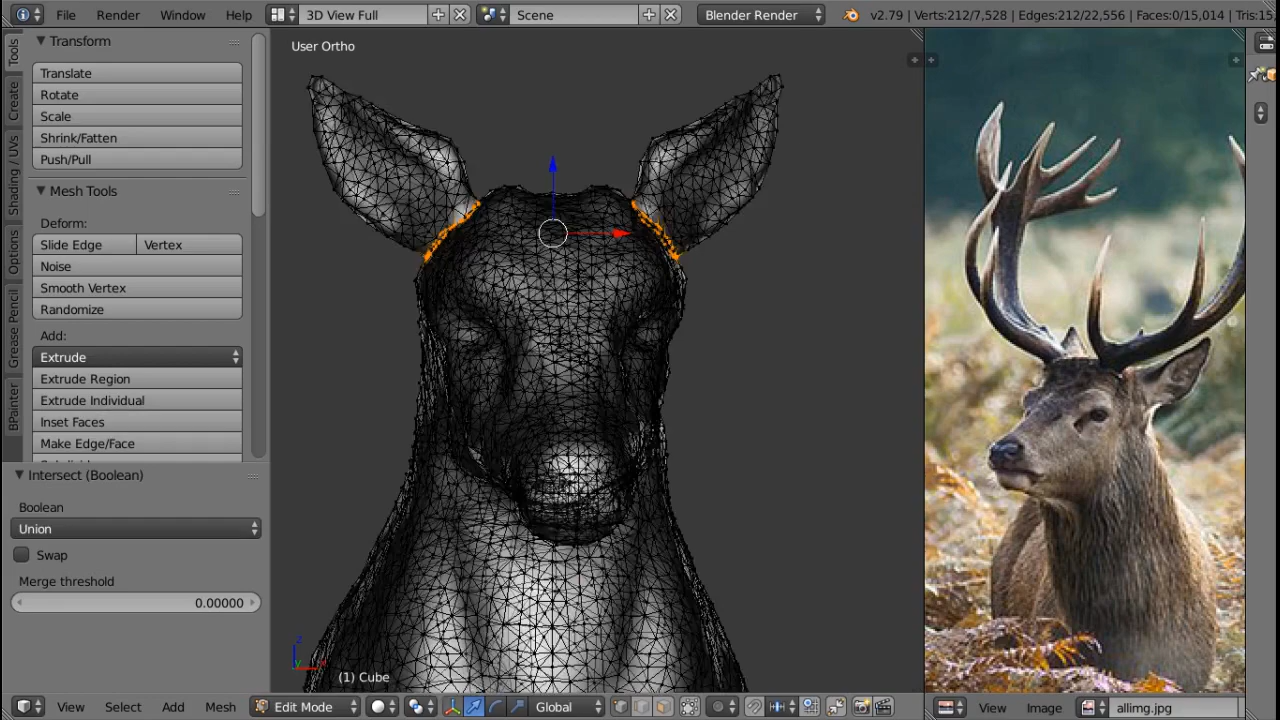 File Render Window Help 3D View Full Scene Blender Render v2.79 | Verts:212/7,528 | Edges:212/22,556 | Faces:0/15,014 | Tris:15
Tools
Create
Shading / UVs
Options
Grease Pencil
BPainter
Transform
Translate
Rotate
Scale
Shrink/Fatten
Push/Pull
Mesh Tools
Deform:
Slide Edge Vertex
Noise
Smooth Vertex
Randomize
Add:
Extrude
Extrude Region
Extrude Individual
Inset Faces
Make Edge/Face
Intersect (Boolean)
Boolean
Union
Swap
Merge threshold
0.00000
User Ortho
z
y x
(1) Cube
View Select Add Mesh Edit Mode Global
View Image allimg.jpg